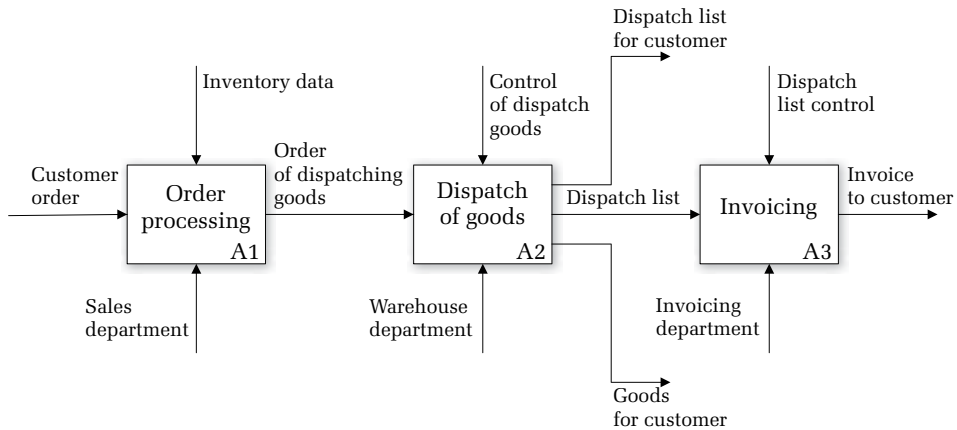 Dispatch list
for customer
Inventory data
Control
of dispatch
goods
Dispatch
list control
Customer
order
Order
processing
A1
Order
of dispatching
goods
Dispatch
of goods
A2
Dispatch list
Invoicing
A3
Invoice
to customer
Sales
department
Warehouse
department
Invoicing
department
Goods
for customer